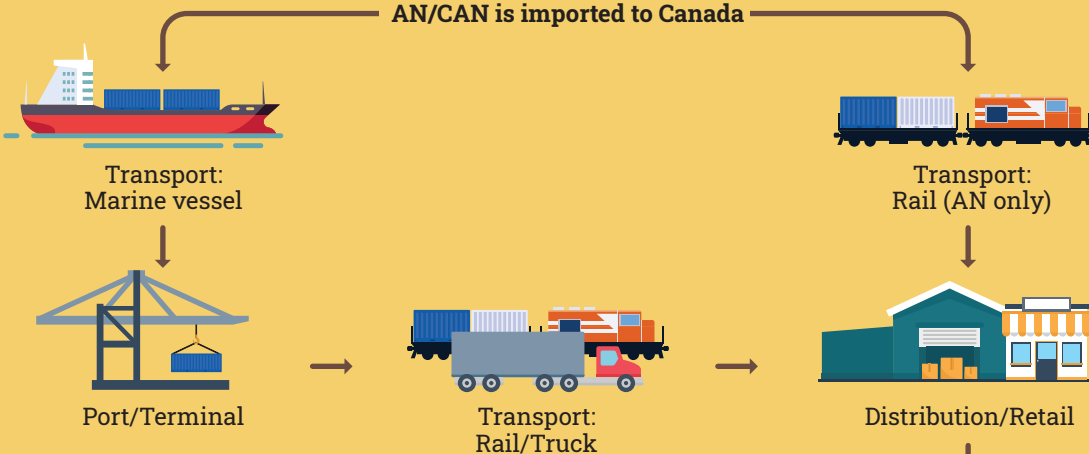 AN/CAN is imported to Canada
Transport:
Marine vessel
Transport:
Rail (AN only)
Port/Terminal
Transport:
Rail/Truck
Distribution/Retail